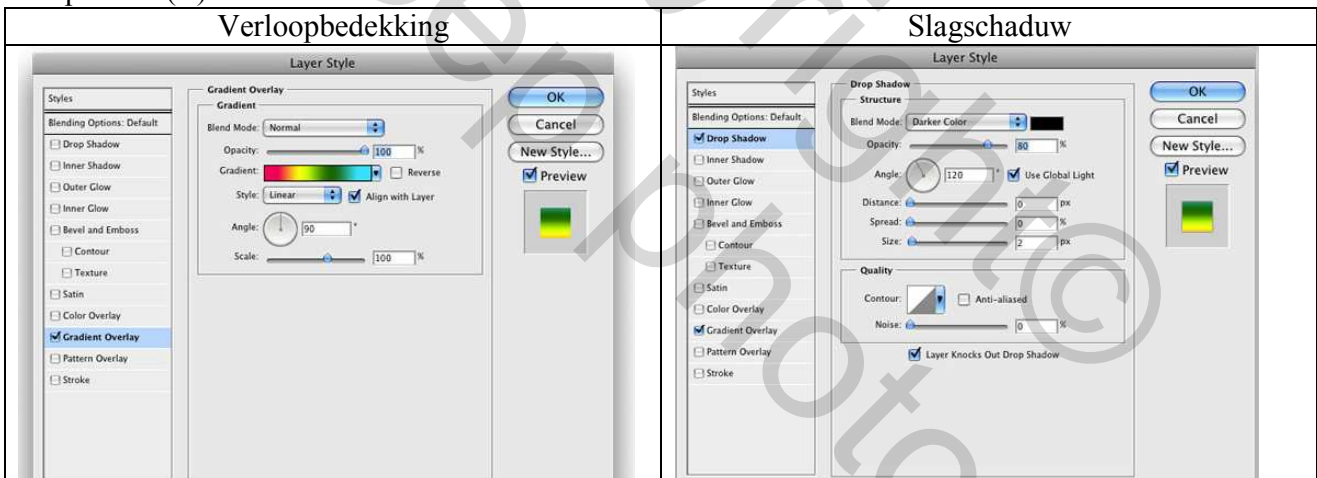 Verloopbedekking
Slagschaduw
Layer Style
Styles
Blending Options: Default
Drop Shadow
Inner Shadow
Outer Glow
Inner Glow
Bevel and Emboss
Contour
Texture
Satin
Color Overlay
Gradient Overlay
Pattern Overlay
Stroke
Gradient Overlay
Gradient
Blend Mode: Normal
Opacity: 100 %
Gradient: Reverse
Style: Linear Align with Layer
Angle: 90 °
Scale: 100 %
OK
Cancel
New Style...
Preview
Layer Style
Styles
Blending Options: Default
Drop Shadow
Inner Shadow
Outer Glow
Inner Glow
Bevel and Emboss
Contour
Texture
Satin
Color Overlay
Gradient Overlay
Pattern Overlay
Stroke
Drop Shadow
Structure
Blend Mode: Darker Color
Opacity: 80 %
Angle: 120 ° Use Global Light
Distance: 0 px
Spread: 0 %
Size: 2 px
Quality
Contour: Anti-aliased
Noise: 0 %
Layer Knocks Out Drop Shadow
OK
Cancel
New Style...
Preview